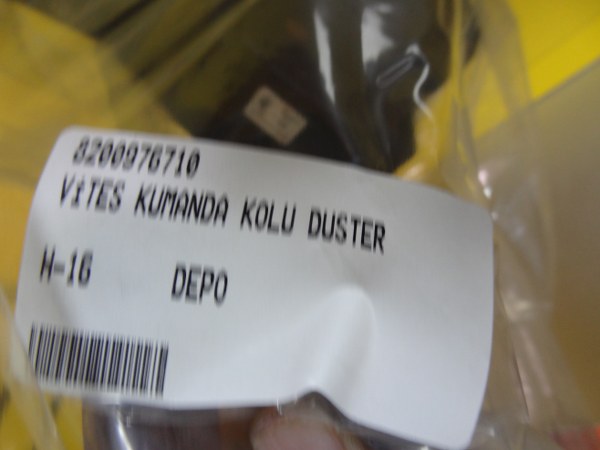 8200976710
VİTES KUMANDA KOLU DUSTER
H-16 DEPO